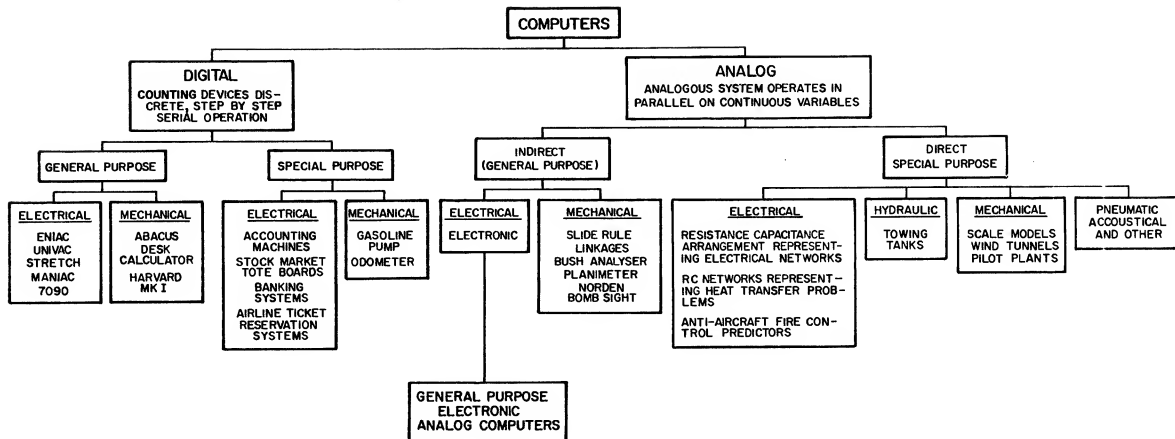 COMPUTERS
DIGITAL
COUNTING DEVICES DIS-
CRETE, STEP BY STEP
SERIAL OPERATION
ANALOG
ANALOGOUS SYSTEM OPERATES IN
PARALLEL ON CONTINUOUS VARIABLES
GENERAL PURPOSE
SPECIAL PURPOSE
INDIRECT
(GENERAL PURPOSE)
DIRECT
SPECIAL PURPOSE
ELECTRICAL
ENIAC
UNIVAC
STRETCH
MANIAC
7090
MECHANICAL
ABACUS
DESK
CALCULATOR
HARVARD
MK I
ELECTRICAL
ACCOUNTING
MACHINES
STOCK MARKET
TOTE BOARDS
BANKING
SYSTEMS
AIRLINE TICKET
RESERVATION
SYSTEMS
MECHANICAL
GASOLINE
PUMP
ODOMETER
ELECTRICAL
ELECTRONIC
MECHANICAL
SLIDE RULE
LINKAGES
BUSH ANALYSER
PLANIMETER
NORDEN
BOMB SIGHT
ELECTRICAL
RESISTANCE CAPACITANCE
ARRANGEMENT REPRESENT-
ING ELECTRICAL NETWORKS
RC NETWORKS REPRESENT-
ING HEAT TRANSFER PROB-
LEMS
ANTI-AIRCRAFT FIRE CON-
TROL PREDICTORS
HYDRAULIC
TOWING
TANKS
MECHANICAL
SCALE MODELS
WIND TUNNELS
PILOT PLANTS
PNEUMATIC
ACCOUSTICAL
AND OTHER
GENERAL PURPOSE
ELECTRONIC
ANALOG COMPUTERS